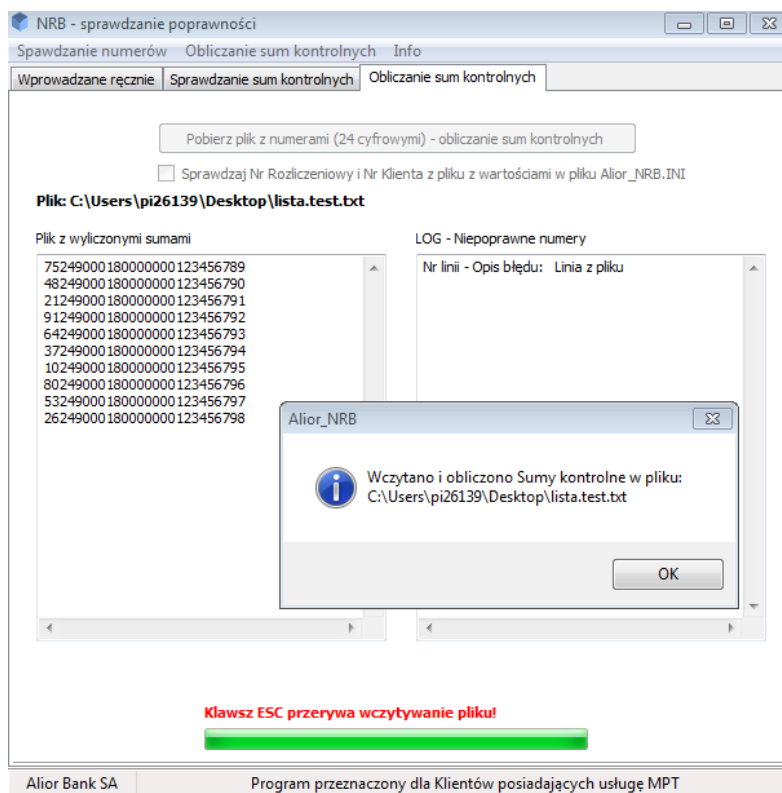 NRB - sprawdzanie poprawności
Spawdzanie numerów Obliczanie sum kontrolnych Info
Wprowadzane ręcznie Sprawdzanie sum kontrolnych Obliczanie sum kontrolnych
Pobierz plik z numerami (24 cyfrowymi) - obliczanie sum kontrolnych
Sprawdzaj Nr Rozliczeniowy i Nr Klienta z pliku z wartościami w pliku Alior_NRB.INI
Plik: C:\Users\pi26139\Desktop\lista.test.txt
Plik z wyliczonymi sumami
LOG - Niepoprawne numery
75249000180000000123456789
48249000180000000123456790
21249000180000000123456791
91249000180000000123456792
64249000180000000123456793
37249000180000000123456794
10249000180000000123456795
80249000180000000123456796
53249000180000000123456797
26249000180000000123456798
Nr linii - Opis błędu: Linia z pliku
Alior_NRB
Wczytano i obliczono Sumy kontrolne w pliku:
C:\Users\pi26139\Desktop\lista.test.txt
OK
Klawsz ESC przerywa wczytywanie pliku!
Alior Bank SA Program przeznaczony dla Klientów posiadających usługę MPT